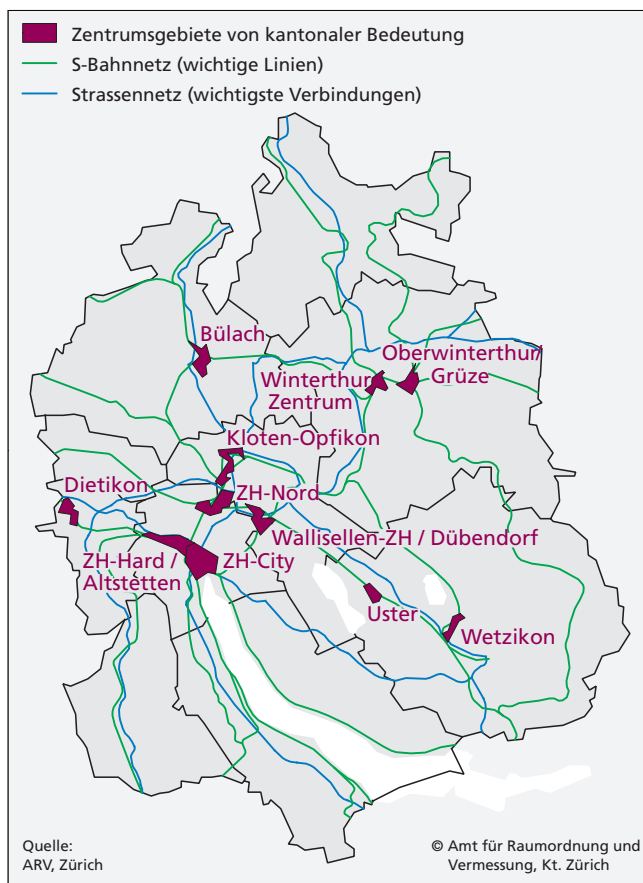 Zentrumsgebiete von kantonaler Bedeutung
S-Bahnnetz (wichtige Linien)
Strassennetz (wichtigste Verbindungen)
Bülach
Oberwinterthur/
Grüze
Winterthur
Zentrum
Kloten-Opfikon
Dietikon
ZH-Nord
Wallisellen-ZH / Dübendorf
ZH-Hard /
Altstetten
ZH-City
Uster
Wetzikon
Quelle:
ARV, Zürich
© Amt für Raumordnung und
Vermessung, Kt. Zürich